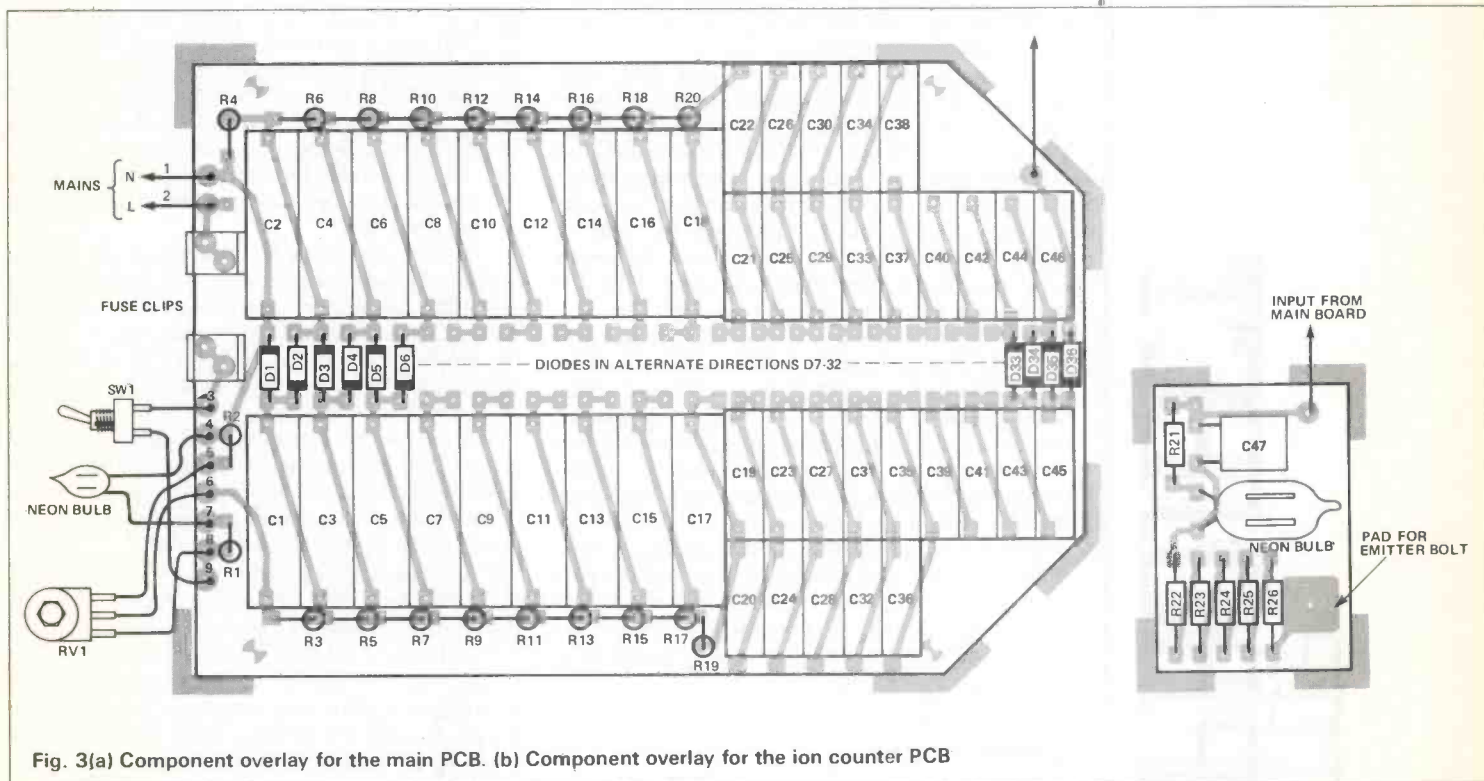 R4 R6 R8 R10 R12 R14 R16 R18 R20
C22 C26 C30 C34 C38
MAINS
N 1
L 2
C2 C4 C6 C8 C10 C12 C14 C16 C18
C21 C25 C29 C33 C37 C40 C42 C44 C46
FUSE CLIPS
D1 D2 D3 D4 D5 D6
DIODES IN ALTERNATE DIRECTIONS D7-32
D33 D34 D35 D36
SW1
3
R2
4
5
6
7
8
9
NEON BULB
R1
RV1
C1 C3 C5 C7 C9 C11 C13 C15 C17
C19 C23 C27 C31 C35 C39 C41 C43 C45
C20 C24 C28 C32 C36
R3 R5 R7 R9 R11 R13 R15 R17
R19
INPUT FROM
MAIN BOARD
R21
C47
NEON BULB
PAD FOR
EMITTER BOLT
R22 R23 R24 R25 R26
Fig. 3(a) Component overlay for the main PCB. (b) Component overlay for the ion counter PCB